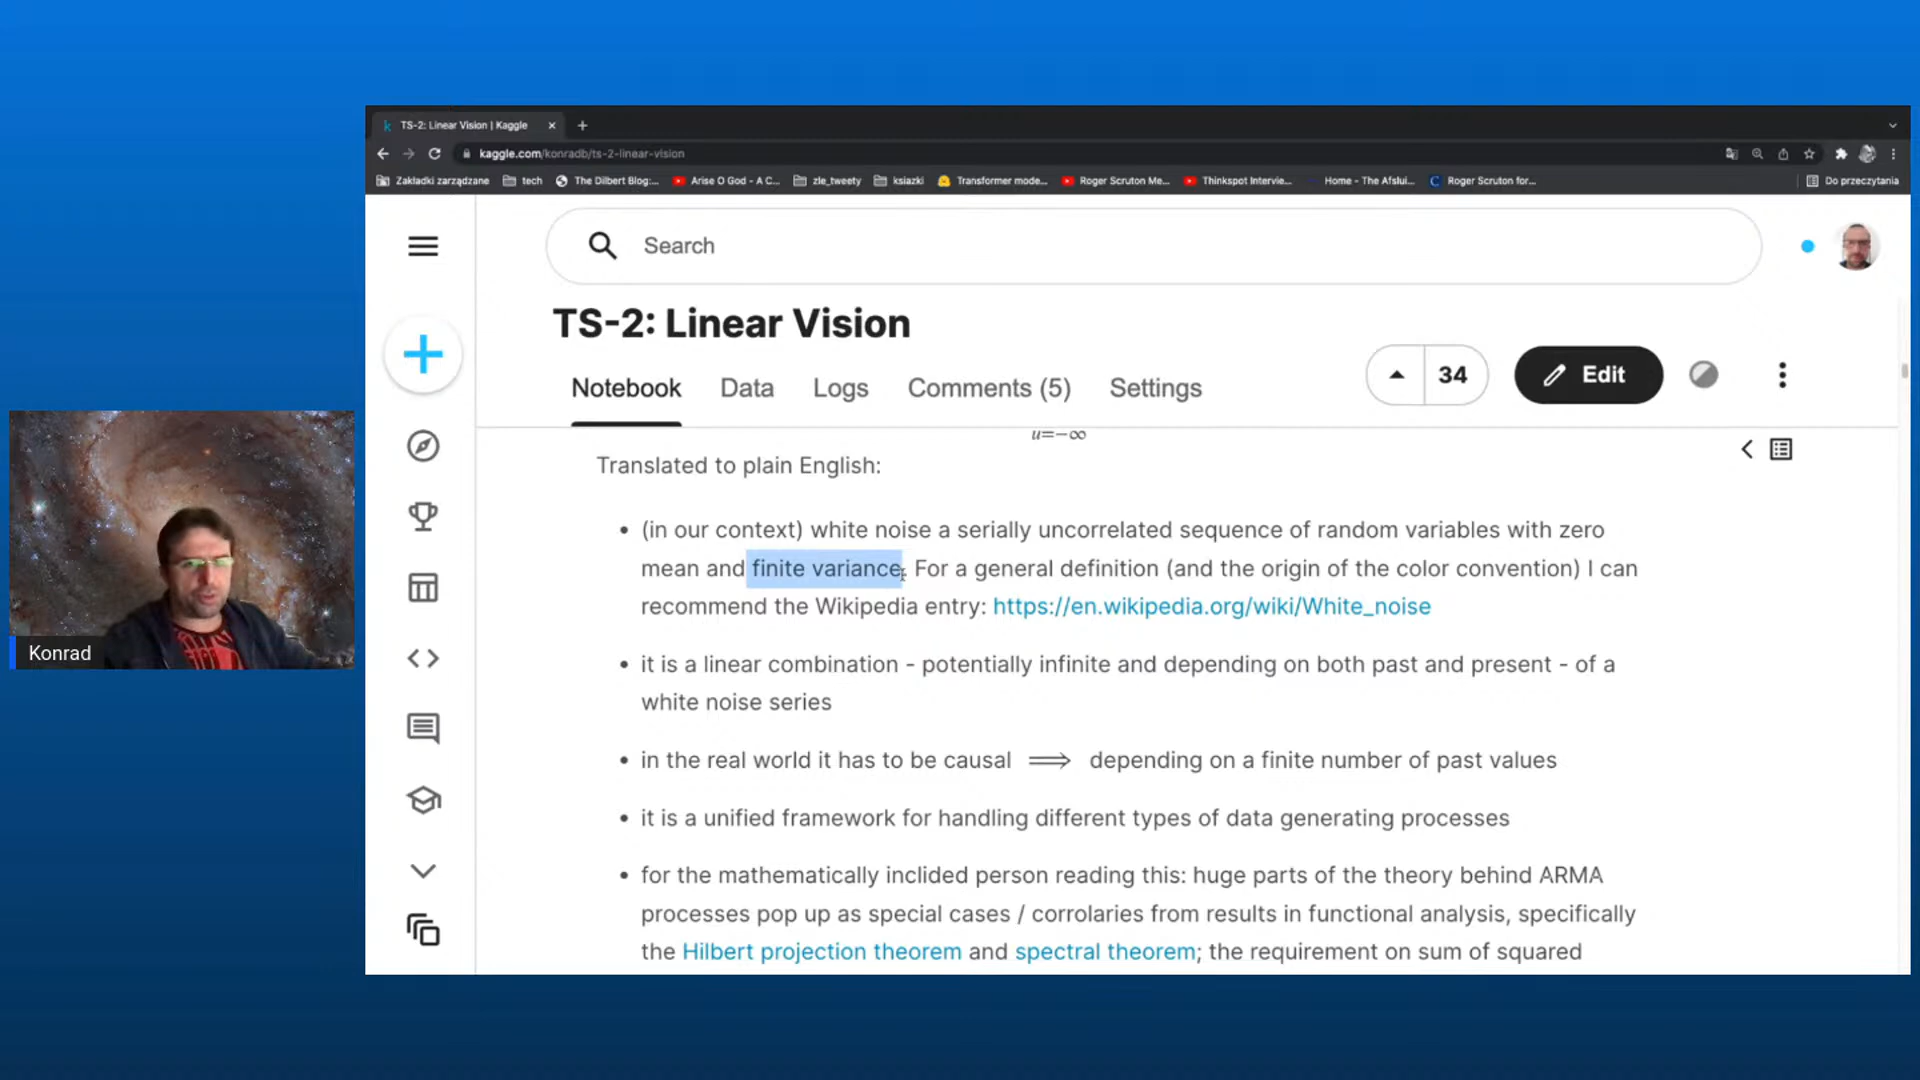 TS-2: Linear Vision | Kaggle
kaggle.com/konradb/ts-2-linear-vision
Zakładki zarządzane
tech
The Dilbert Blog:...
Arise O God - A C...
zle_tweety
ksiazki
Transformer mode...
Roger Scruton Me...
Thinkspot Intervie...
Home - The Afslui...
Roger Scruton for...
Do przeczytania
Search
TS-2: Linear Vision
Notebook
Data
Logs
Comments (5)
Settings
34
Edit
u=−∞
Translated to plain English:
• (in our context) white noise a serially uncorrelated sequence of random variables with zero
mean and finite variance. For a general definition (and the origin of the color convention) I can
recommend the Wikipedia entry: https://en.wikipedia.org/wiki/White_noise
• it is a linear combination - potentially infinite and depending on both past and present - of a
white noise series
• in the real world it has to be causal ⟹ depending on a finite number of past values
• it is a unified framework for handling different types of data generating processes
• for the mathematically inclided person reading this: huge parts of the theory behind ARMA
processes pop up as special cases / corrolaries from results in functional analysis, specifically
the Hilbert projection theorem and spectral theorem; the requirement on sum of squared
Konrad